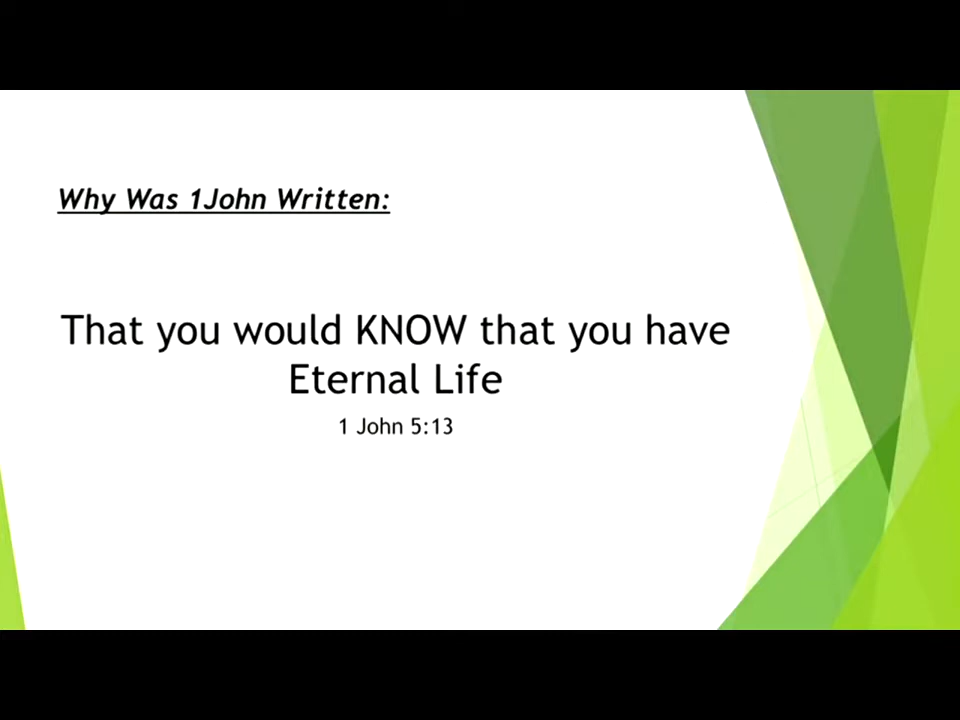 Why Was 1John Written:
That you would KNOW that you have
Eternal Life
1 John 5:13